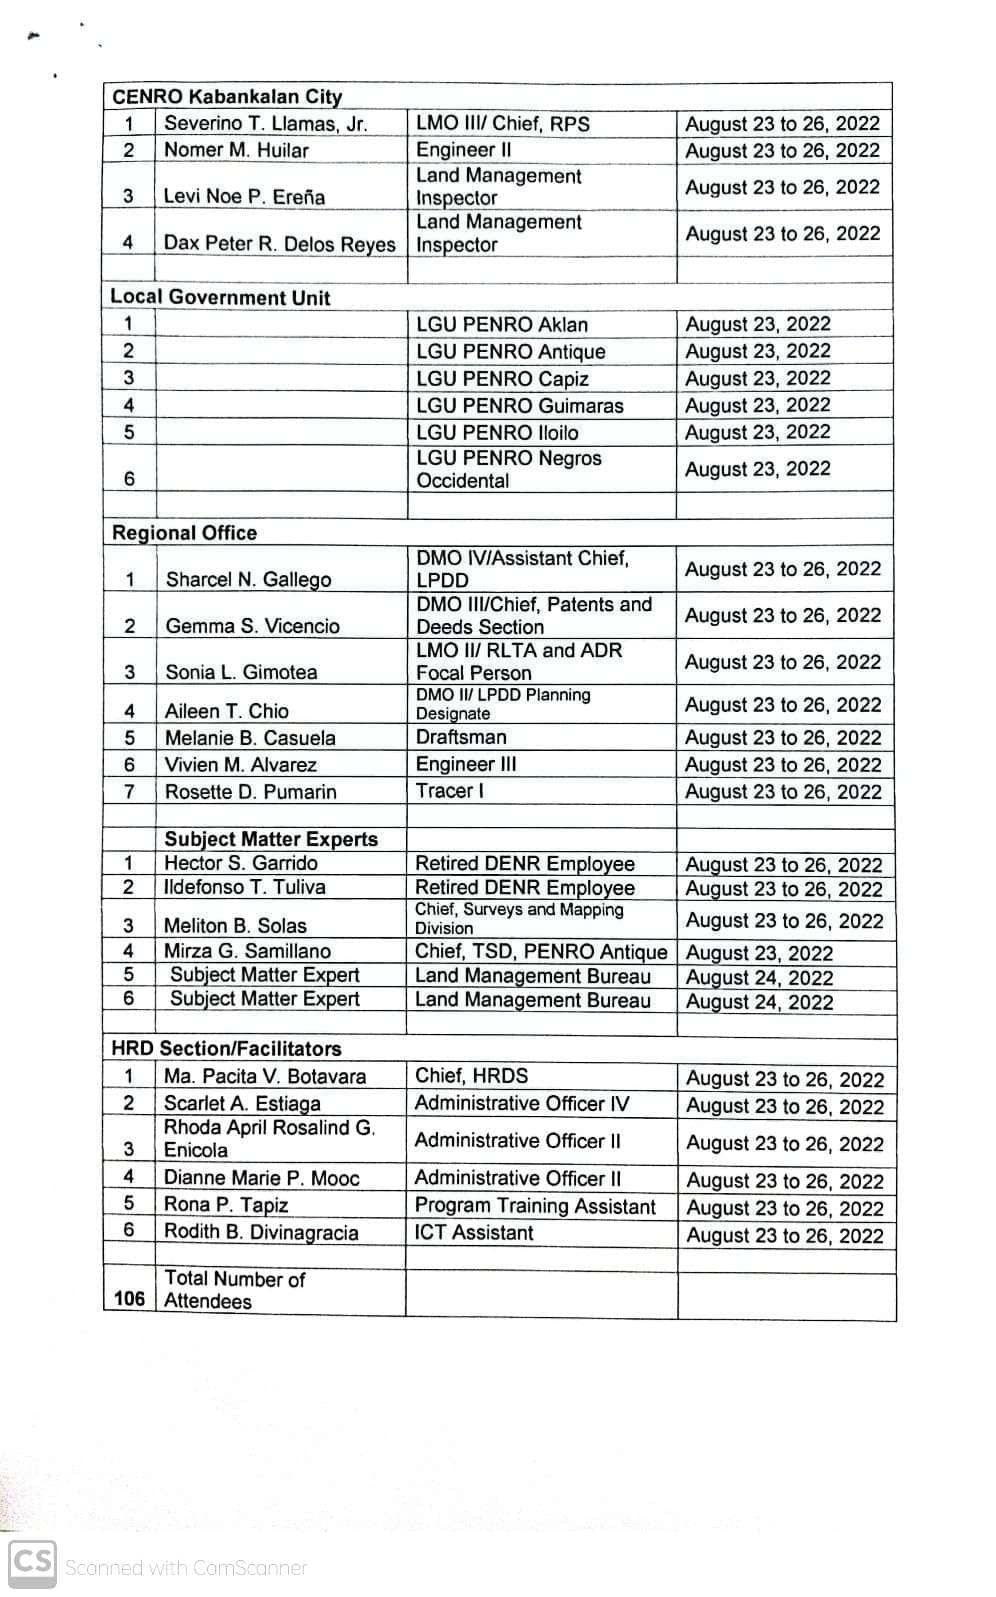 CENRO Kabankalan City
1 Severino T. Llamas, Jr. LMO III/ Chief, RPS August 23 to 26, 2022
2 Nomer M. Huilar Engineer II August 23 to 26, 2022
3 Levi Noe P. Ereña Land Management Inspector August 23 to 26, 2022
4 Dax Peter R. Delos Reyes Land Management Inspector August 23 to 26, 2022
Local Government Unit
1 LGU PENRO Aklan August 23, 2022
2 LGU PENRO Antique August 23, 2022
3 LGU PENRO Capiz August 23, 2022
4 LGU PENRO Guimaras August 23, 2022
5 LGU PENRO Iloilo August 23, 2022
6 LGU PENRO Negros Occidental August 23, 2022
Regional Office
1 Sharcel N. Gallego DMO IV/Assistant Chief, LPDD August 23 to 26, 2022
2 Gemma S. Vicencio DMO III/Chief, Patents and Deeds Section August 23 to 26, 2022
3 Sonia L. Gimotea LMO II/ RLTA and ADR Focal Person August 23 to 26, 2022
4 Aileen T. Chio DMO II/ LPDD Planning Designate August 23 to 26, 2022
5 Melanie B. Casuela Draftsman August 23 to 26, 2022
6 Vivien M. Alvarez Engineer III August 23 to 26, 2022
7 Rosette D. Pumarin Tracer I August 23 to 26, 2022
Subject Matter Experts
1 Hector S. Garrido Retired DENR Employee August 23 to 26, 2022
2 Ildefonso T. Tuliva Retired DENR Employee August 23 to 26, 2022
3 Meliton B. Solas Chief, Surveys and Mapping Division August 23 to 26, 2022
4 Mirza G. Samillano Chief, TSD, PENRO Antique August 23, 2022
5 Subject Matter Expert Land Management Bureau August 24, 2022
6 Subject Matter Expert Land Management Bureau August 24, 2022
HRD Section/Facilitators
1 Ma. Pacita V. Botavara Chief, HRDS August 23 to 26, 2022
2 Scarlet A. Estiaga Administrative Officer IV August 23 to 26, 2022
3 Rhoda April Rosalind G. Enicola Administrative Officer II August 23 to 26, 2022
4 Dianne Marie P. Mooc Administrative Officer II August 23 to 26, 2022
5 Rona P. Tapiz Program Training Assistant August 23 to 26, 2022
6 Rodith B. Divinagracia ICT Assistant August 23 to 26, 2022
106 Total Number of Attendees
CS Scanned with CamScanner